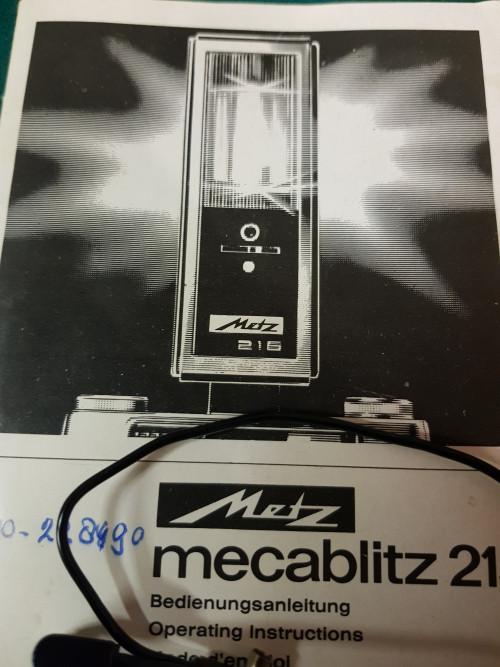 Metz
216
Metz
mecablitz 21
Bedienungsanleitung
Operating Instructions